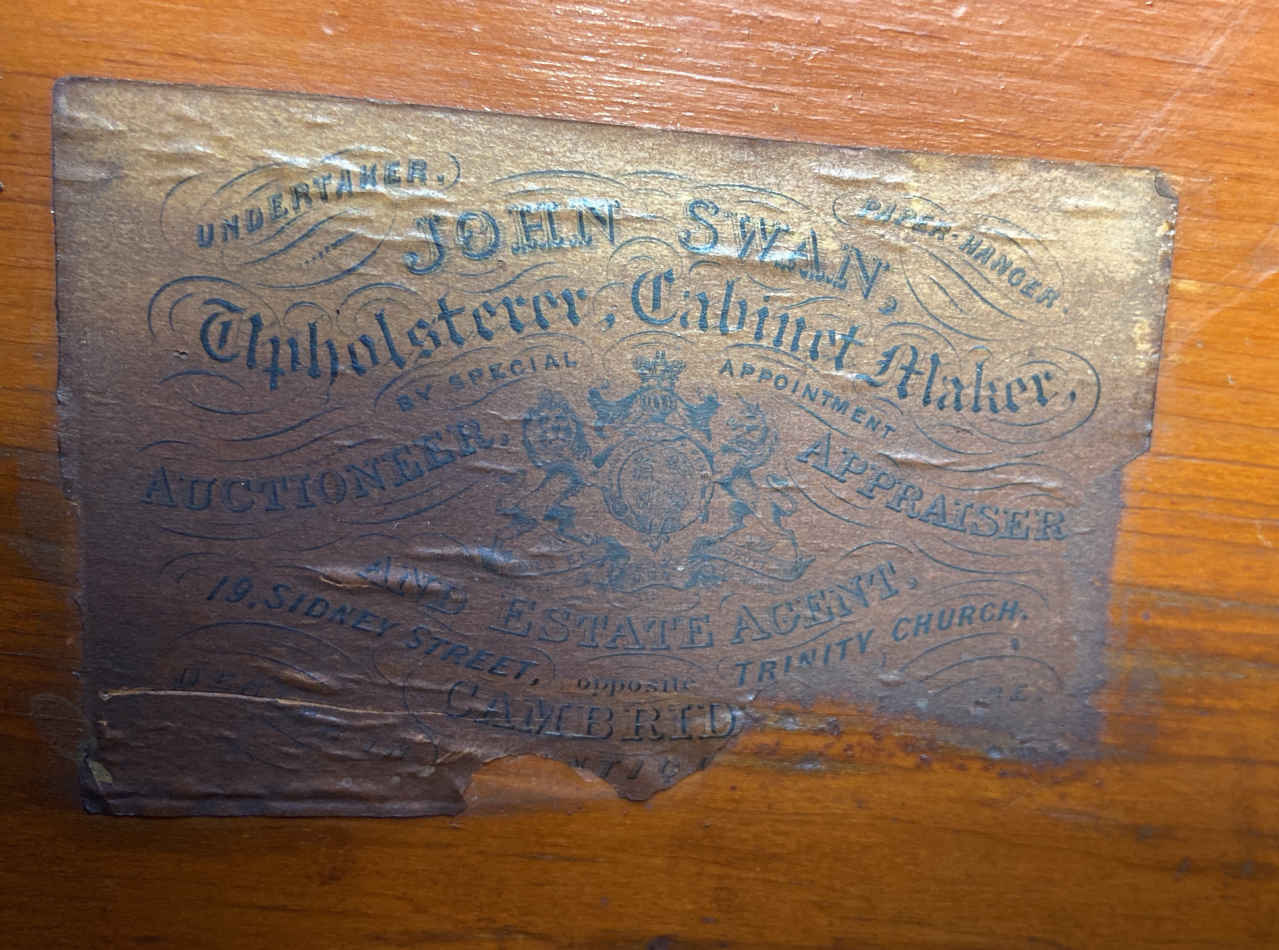 UNDERTAKER.
PAPER-HANGER.
JOHN SWAN,
Upholsterer, Cabinet Maker,
BY SPECIAL APPOINTMENT
AUCTIONEER, APPRAISER
AND ESTATE AGENT,
19, SIDNEY STREET, opposite TRINITY CHURCH,
CAMBRID